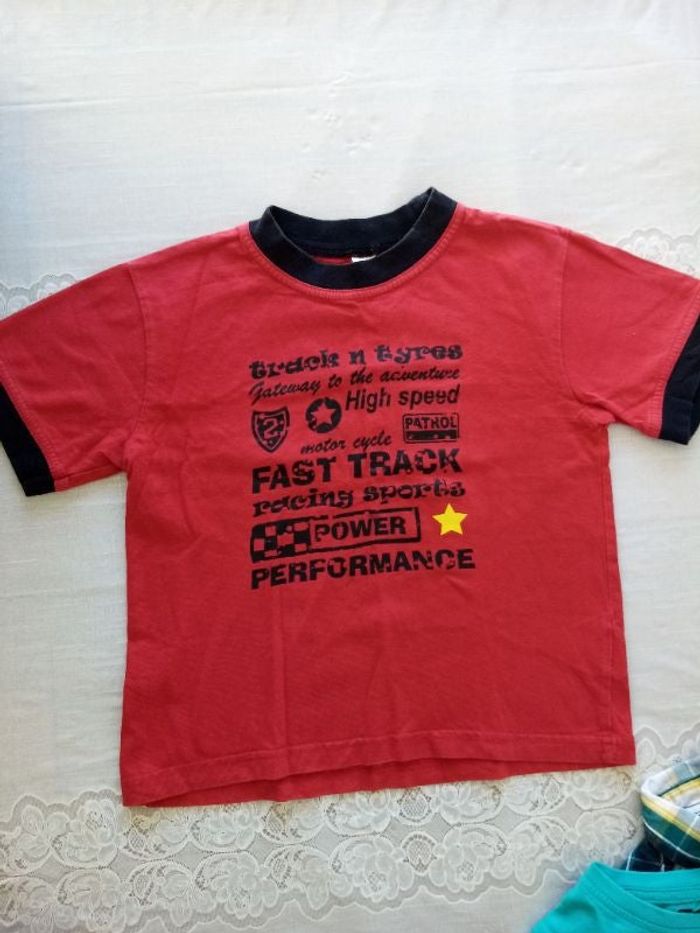 track n tyres
Gateway to the adventure
High speed
2
PATROL
motor cycle
FAST TRACK
racing sports
POWER
PERFORMANCE